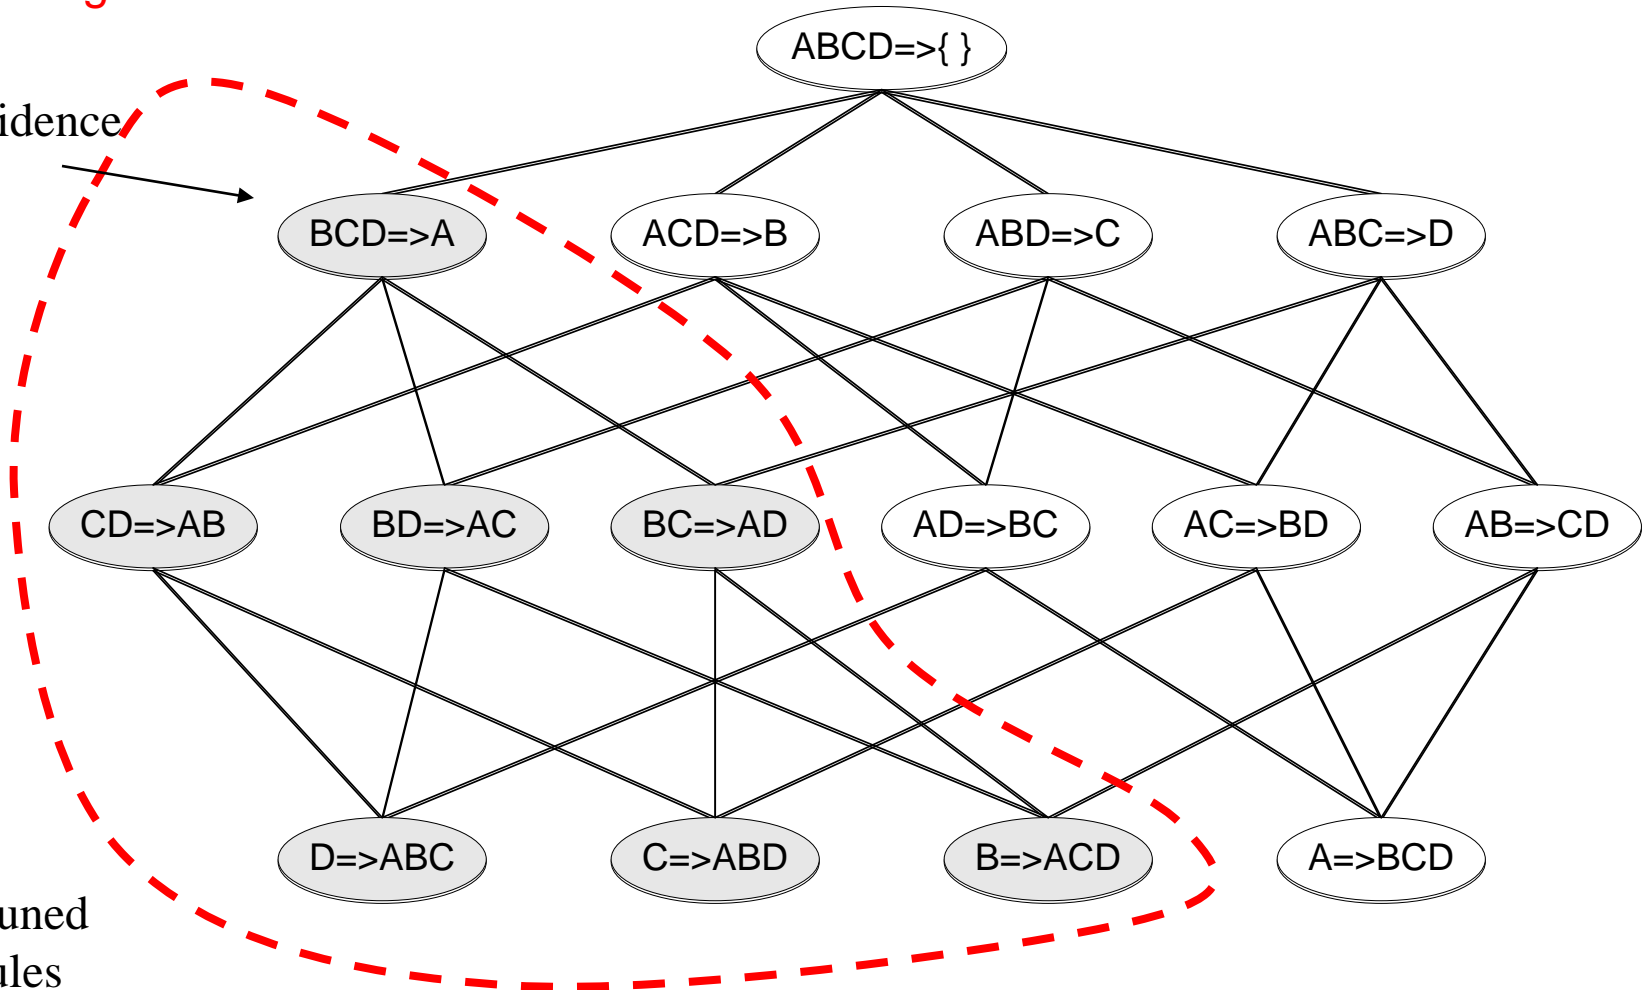 ABCD=>{ }
idence
BCD=>A
ACD=>B
ABD=>C
ABC=>D
CD=>AB
BD=>AC
BC=>AD
AD=>BC
AC=>BD
AB=>CD
D=>ABC
C=>ABD
B=>ACD
A=>BCD
uned
ules